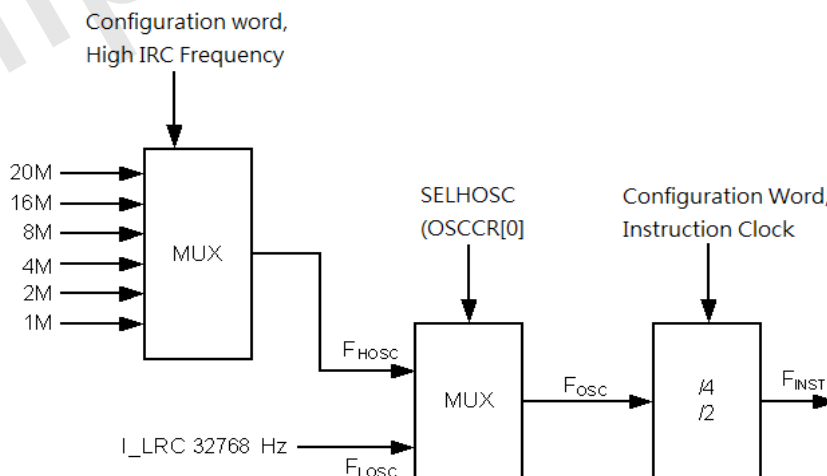 Configuration word,
High IRC Frequency
20M
16M
8M
4M
2M
1M
MUX
SELHOSC
(OSCCR[0]
Configuration Word,
Instruction Clock
FHOSC
MUX
FOSC
/4
/2
FINST
I_LRC 32768 Hz
FLOSC